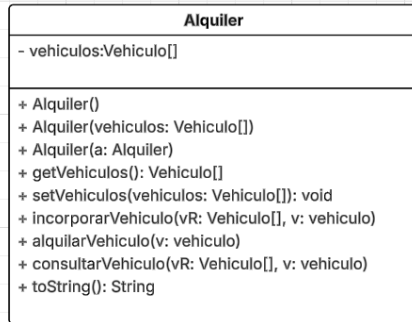 Alquiler
- vehiculos:Vehiculo[]
+ Alquiler()
+ Alquiler(vehiculos: Vehiculo[])
+ Alquiler(a: Alquiler)
+ getVehiculos(): Vehiculo[]
+ setVehiculos(vehiculos: Vehiculo[]): void
+ incorporarVehiculo(vR: Vehiculo[], v: vehiculo)
+ alquilarVehiculo(v: vehiculo)
+ consultarVehiculo(vR: Vehiculo[], v: vehiculo)
+ toString(): String